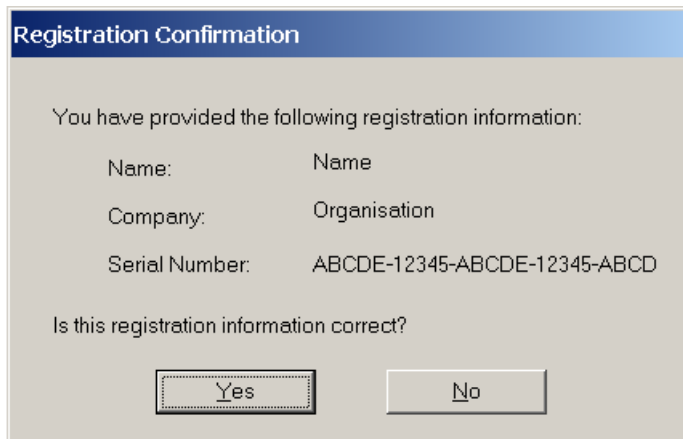 Registration Confirmation
You have provided the following registration information:
Name: Name
Company: Organisation
Serial Number: ABCDE-12345-ABCDE-12345-ABCD
Is this registration information correct?
Yes No